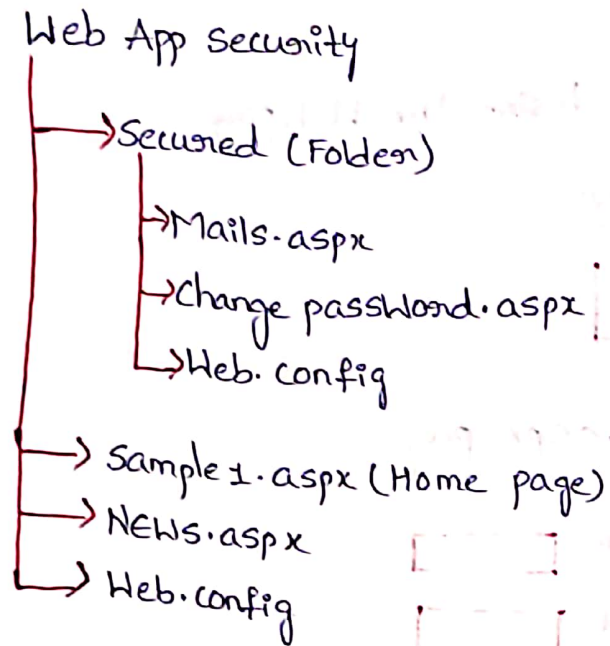 Web App Security
Secured (Folder)
Mails.aspx
Change password.aspx
Web.config
Sample1.aspx (Home page)
NEWS.aspx
Web.config